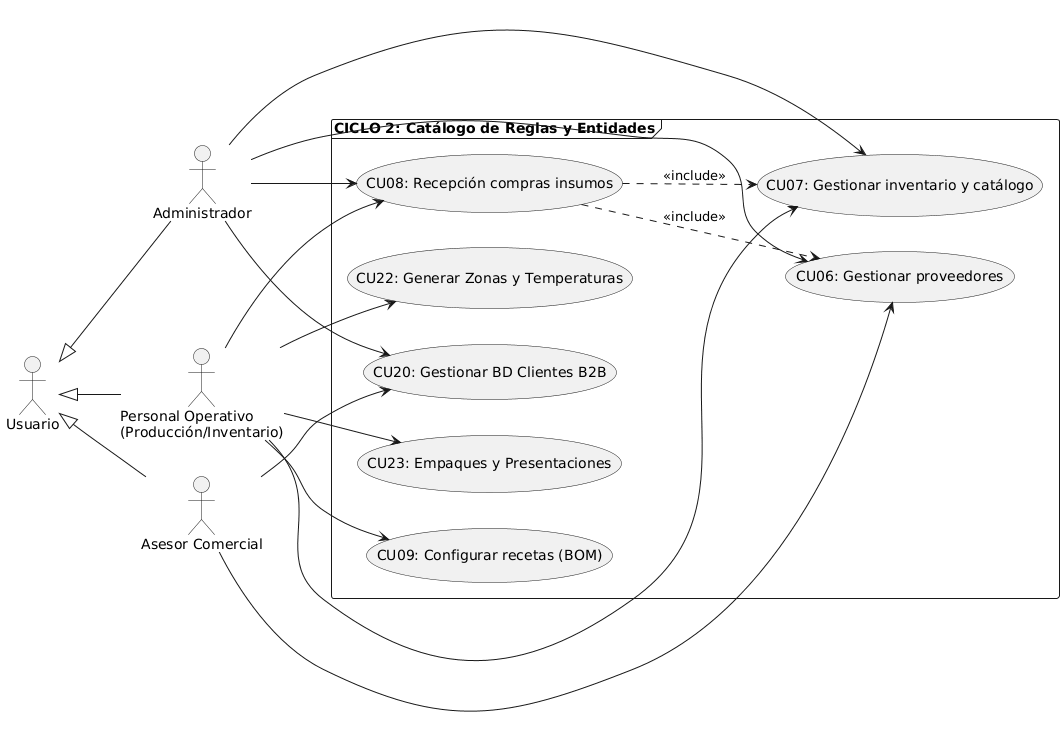 CICLO 2: Catálogo de Reglas y Entidades
Administrador
CU08: Recepción compras insumos
«include»
CU07: Gestionar inventario y catálogo
«include»
CU22: Generar Zonas y Temperaturas
CU06: Gestionar proveedores
Usuario
Personal Operativo
(Producción/Inventario)
CU20: Gestionar BD Clientes B2B
CU23: Empaques y Presentaciones
Asesor Comercial
CU09: Configurar recetas (BOM)